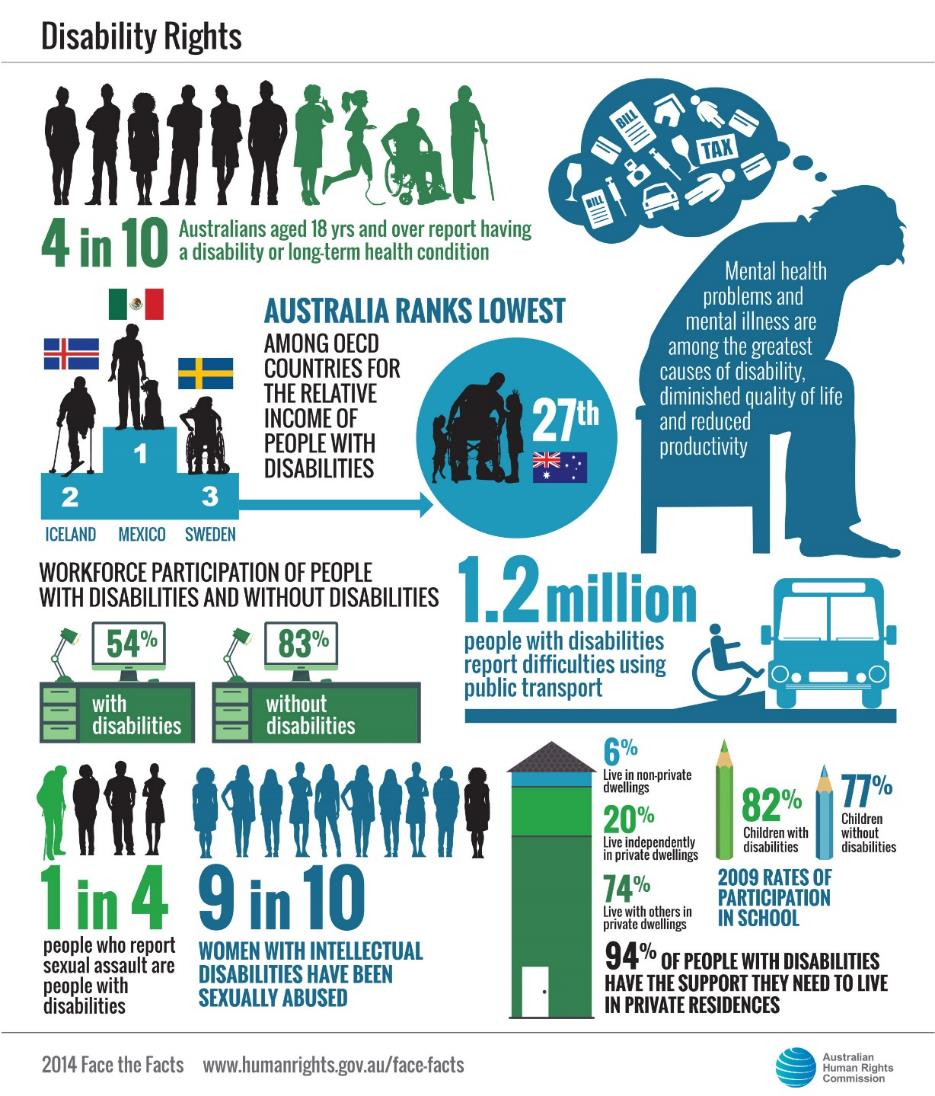 Disability Rights
4 in 10
Australians aged 18 yrs and over report having
a disability or long-term health condition
BILL
TAX
BILL
Mental health
problems and
mental illness are
among the greatest
causes of disability,
diminished quality of life
and reduced
productivity
AUSTRALIA RANKS LOWEST
AMONG OECD
COUNTRIES FOR
THE RELATIVE
INCOME OF
PEOPLE WITH
DISABILITIES
27th
1
2
3
ICELAND
MEXICO
SWEDEN
WORKFORCE PARTICIPATION OF PEOPLE
WITH DISABILITIES AND WITHOUT DISABILITIES
54%
with
disabilities
83%
without
disabilities
1.2 million
people with disabilities
report difficulties using
public transport
1 in 4
people who report
sexual assault are
people with
disabilities
9 in 10
WOMEN WITH INTELLECTUAL
DISABILITIES HAVE BEEN
SEXUALLY ABUSED
6%
Live in non-private
dwellings
20%
Live independently
in private dwellings
74%
Live with others in
private dwellings
82%
Children with
disabilities
77%
Children
without
disabilities
2009 RATES OF
PARTICIPATION
IN SCHOOL
94% OF PEOPLE WITH DISABILITIES
HAVE THE SUPPORT THEY NEED TO LIVE
IN PRIVATE RESIDENCES
2014 Face the Facts www.humanrights.gov.au/face-facts
Australian
Human Rights
Commission